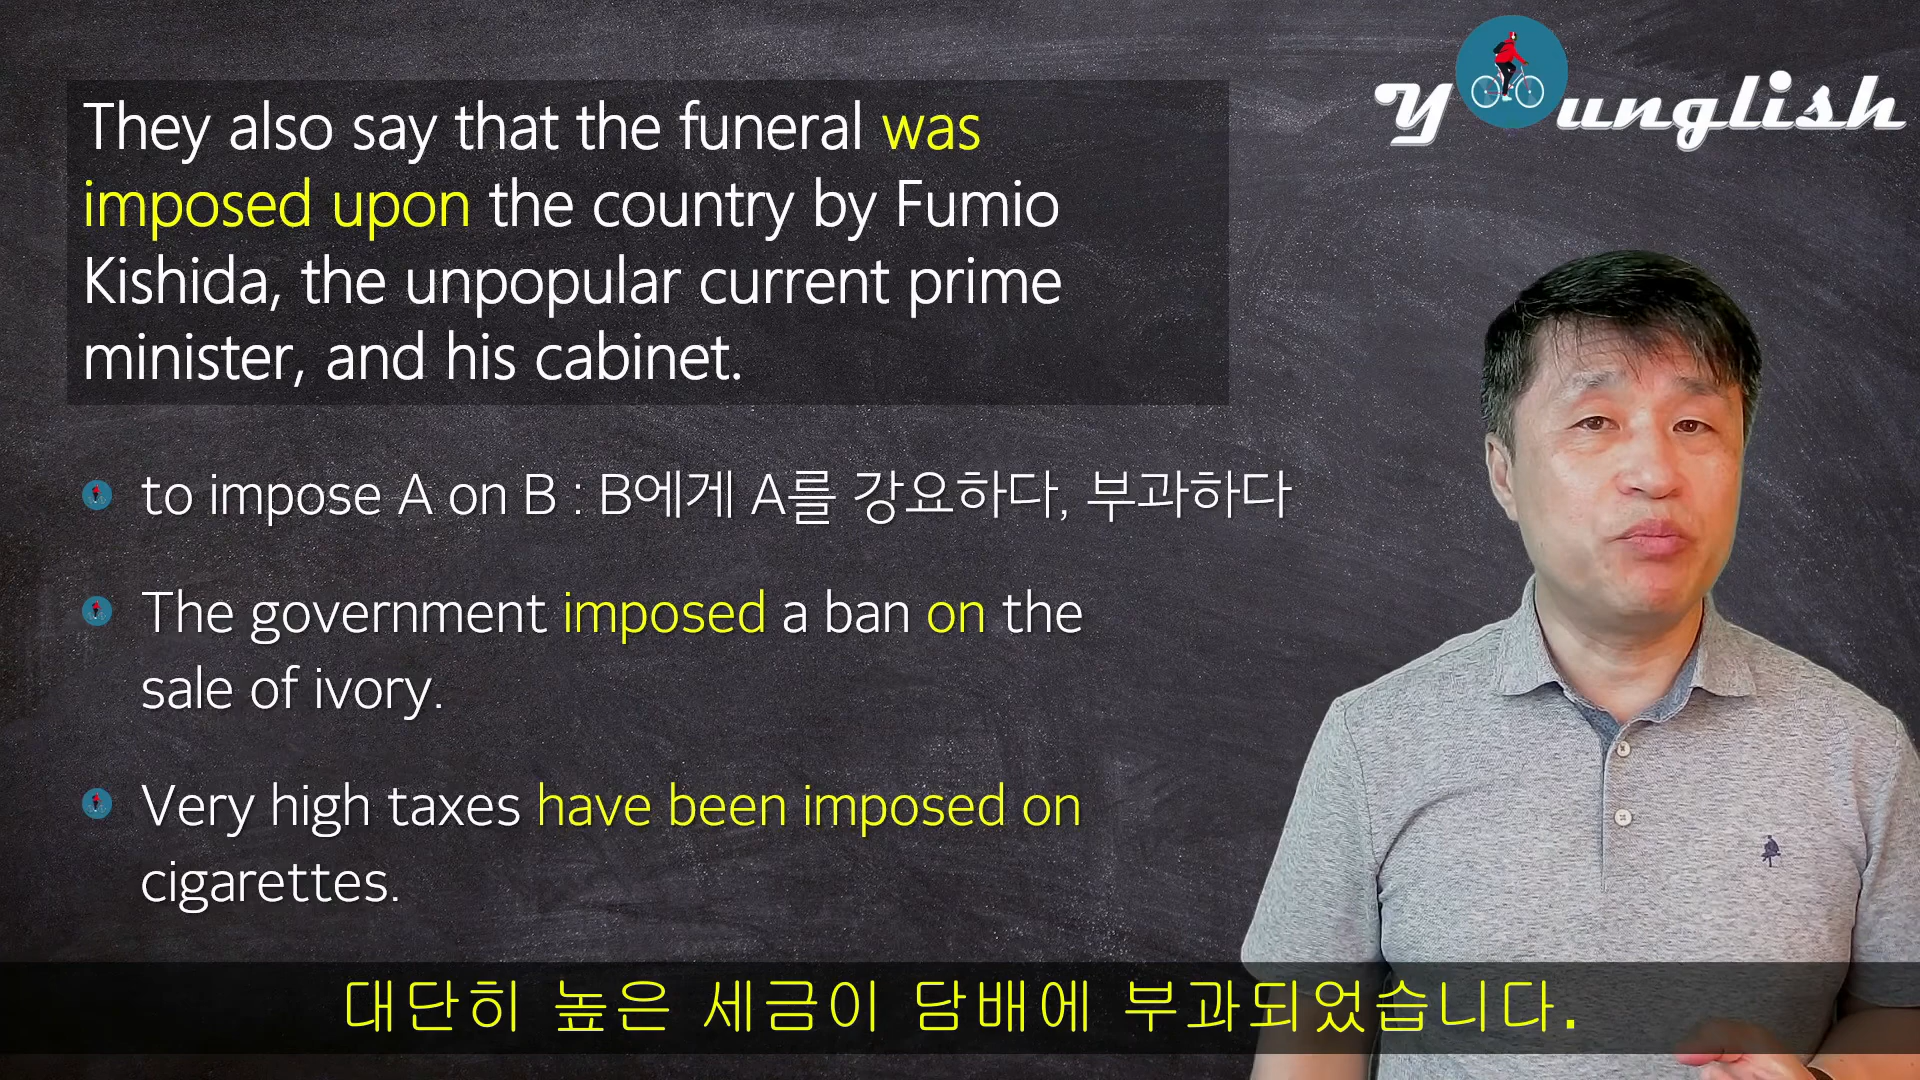 younglish
They also say that the funeral was
imposed upon the country by Fumio
Kishida, the unpopular current prime
minister, and his cabinet.
to impose A on B : B에게 A를 강요하다, 부과하다
The government imposed a ban on the
sale of ivory.
Very high taxes have been imposed on
cigarettes.
대단히 높은 세금이 담배에 부과되었습니다.